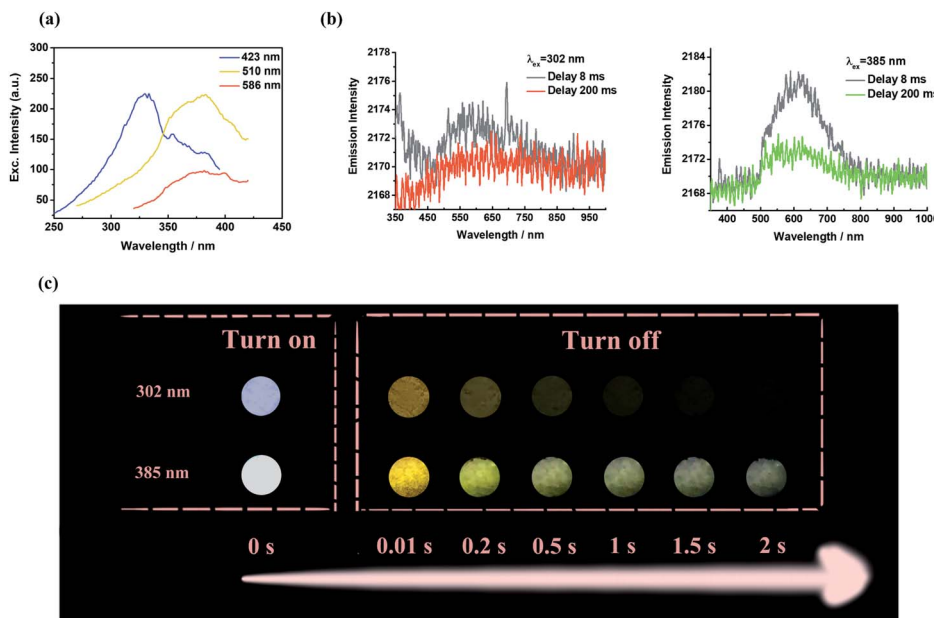 (a)
300
250
200
150
100
50
250 300 350 400 450
Exc. Intensity (a.u.)
Wavelength / nm
423 nm
510 nm
586 nm
(b)
2178
2176
2174
2172
2170
2168
350 450 550 650 750 850 950
Emission Intensity
Wavelength / nm
λex=302 nm
Delay 8 ms
Delay 200 ms
2188
2184
2180
2176
2172
2168
400 500 600 700 800 900 1000
Emission Intensity
Wavelength / nm
λex=385 nm
Delay 8 ms
Delay 200 ms
(c)
Turn on Turn off
302 nm
385 nm
0 s 0.01 s 0.2 s 0.5 s 1 s 1.5 s 2 s